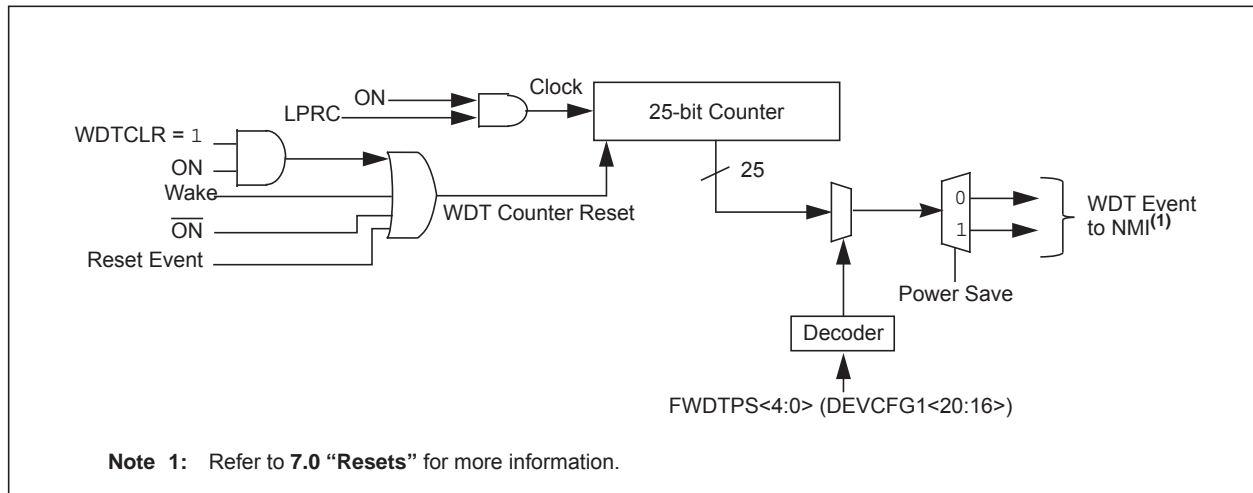 ON
Clock
LPRC
25-bit Counter
WDTCLR = 1
ON
Wake
25
WDT Counter Reset
0
1
WDT Event
to NMI(1)
O̅N̅
Reset Event
Power Save
Decoder
FWDTPS<4:0> (DEVCFG1<20:16>)
Note 1: Refer to 7.0 “Resets” for more information.